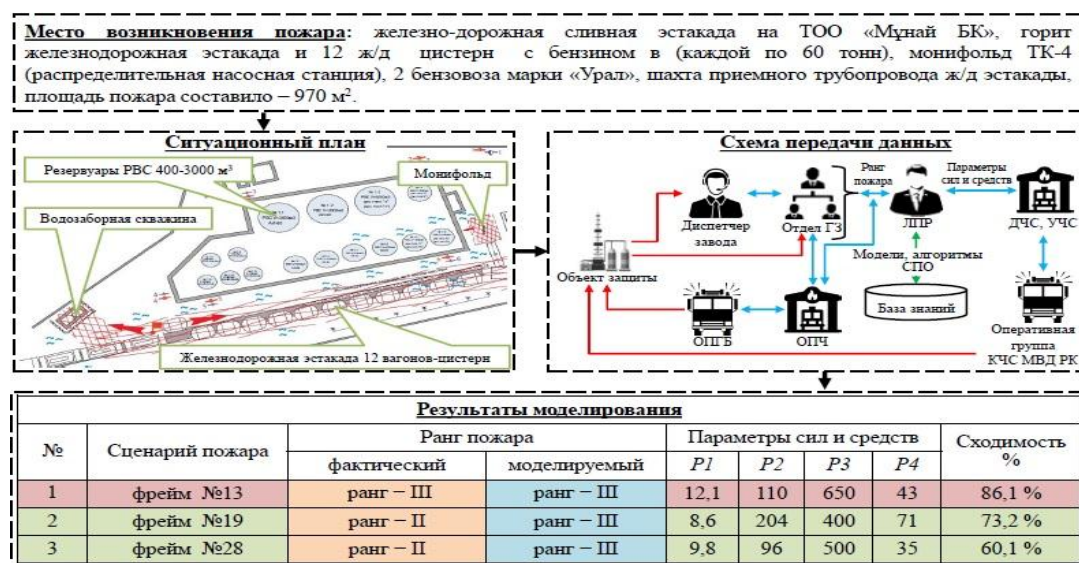 Место возникновения пожара: железно-дорожная сливная эстакада на ТОО «Мұнай БК», горит
железнодорожная эстакада и 12 ж/д цистерн с бензином в (каждой по 60 тонн), монифольд ТК-4
(распределительная насосная станция), 2 бензовоза марки «Урал», шахта приемного трубопровода ж/д эстакады,
площадь пожара составило – 970 м².
Ситуационный план
Резервуары РВС 400-3000 м³
Монифольд
Водозаборная скважина
Железнодорожная эстакада 12 вагонов-цистерн
Схема передачи данных
Диспетчер
завода
Отдел ГЗ
Ранг
пожара
ЛПР
Параметры
сил и средств
ДЧС, УЧС
Объект защиты
Модели, алгоритмы
СПО
База знаний
ОПГБ
ОПЧ
Оперативная
группа
КЧС МВД РК
Результаты моделирования
№ Сценарий пожара Ранг пожара Параметры сил и средств Сходимость
%
фактический моделируемый P1 P2 P3 P4
1 фрейм №13 ранг – III ранг – III 12,1 110 650 43 86,1 %
2 фрейм №19 ранг – II ранг – III 8,6 204 400 71 73,2 %
3 фрейм №28 ранг – II ранг – III 9,8 96 500 35 60,1 %